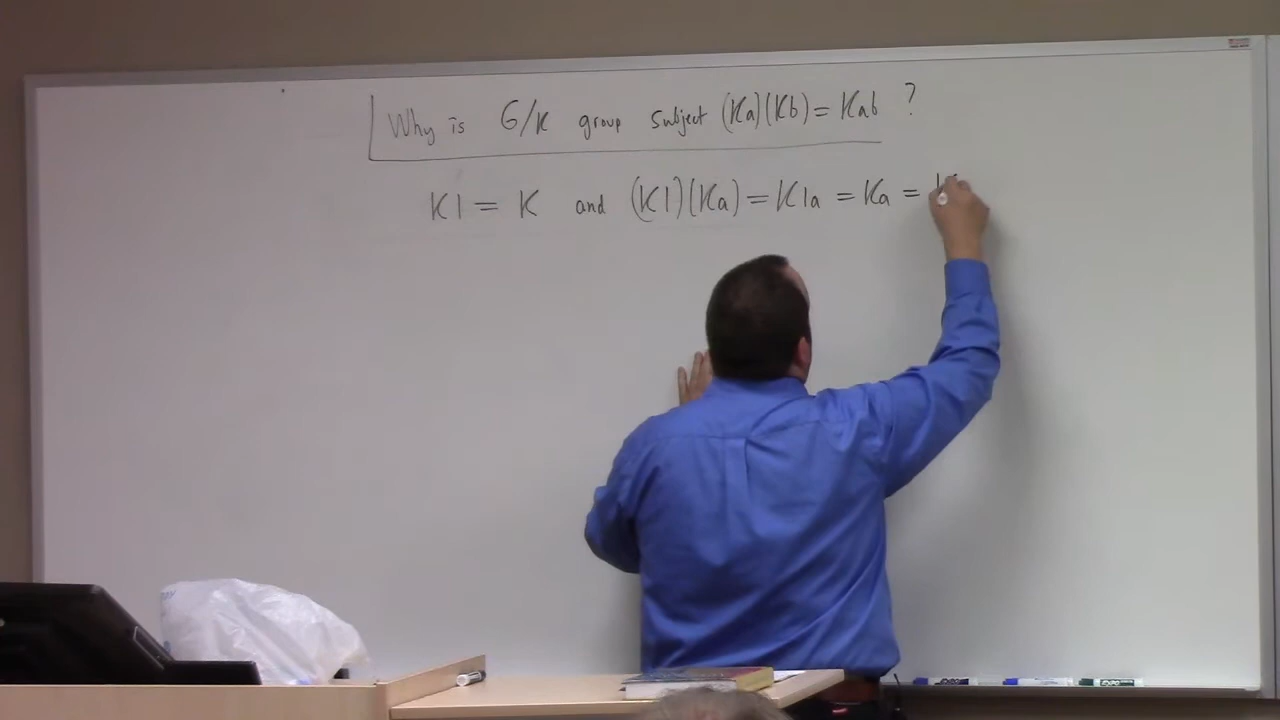 Why is G/K group subject (Ka)(Kb) = Kab ?
K1 = K and (K1)(Ka) = K1a = Ka = K